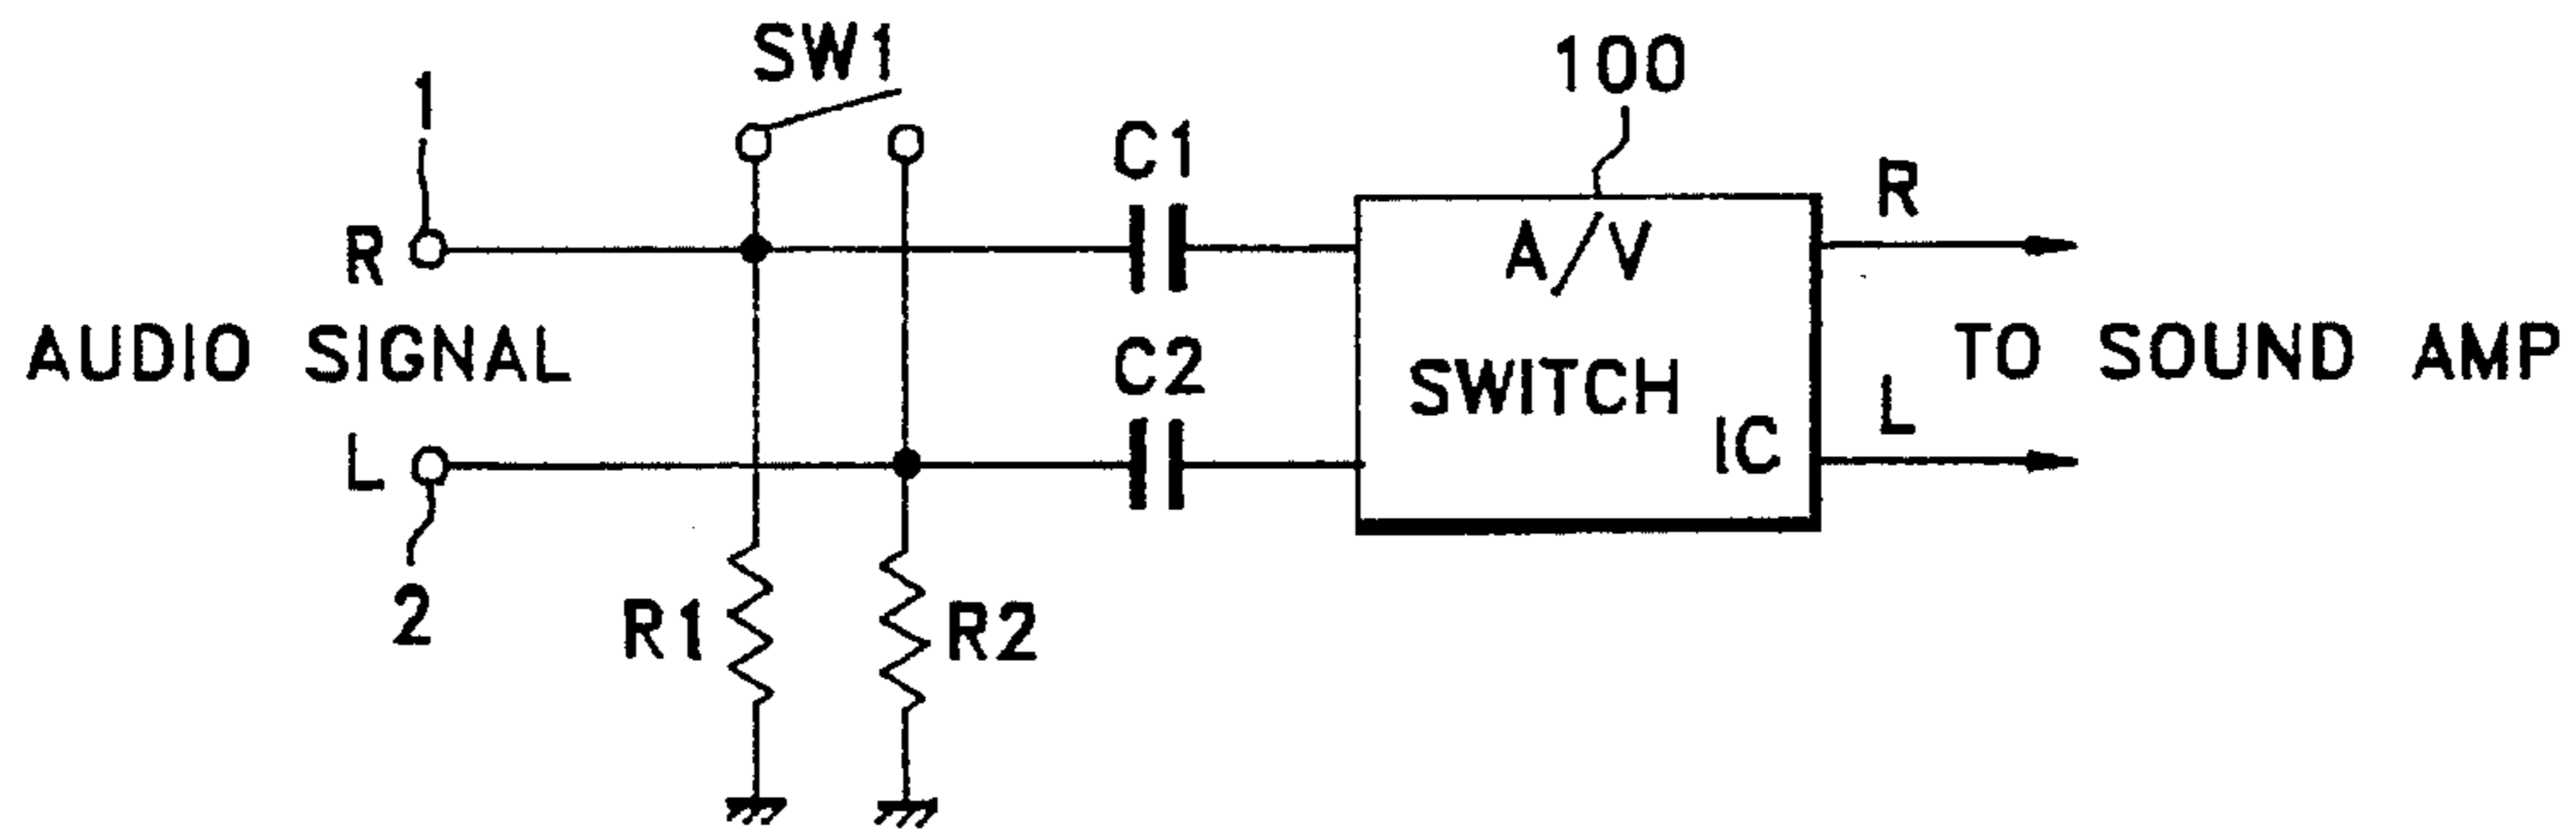 SW1
100
1
C1
R
R
A/V
AUDIO SIGNAL
C2
SWITCH
TO SOUND AMP
L
L
IC
2
R1
R2